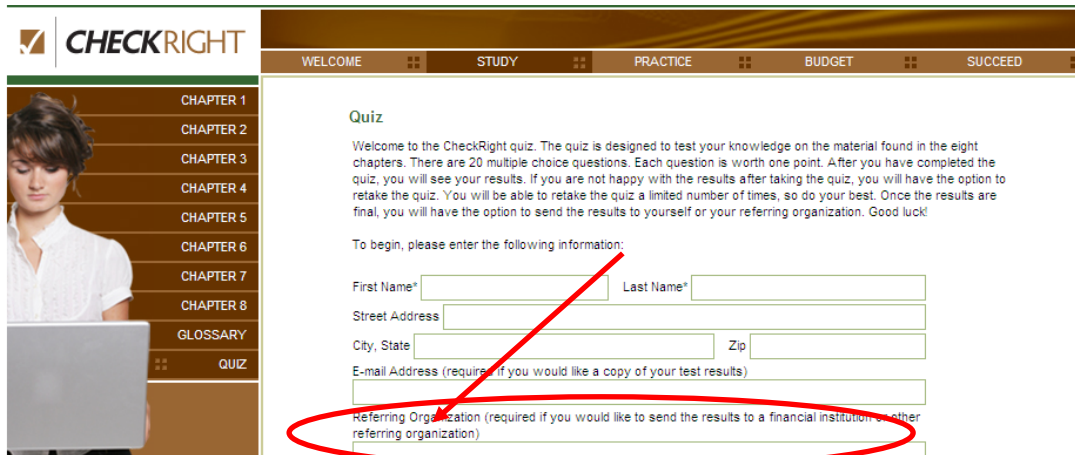 CHECKRIGHT
WELCOME STUDY PRACTICE BUDGET SUCCEED
CHAPTER 1
CHAPTER 2
CHAPTER 3
CHAPTER 4
CHAPTER 5
CHAPTER 6
CHAPTER 7
CHAPTER 8
GLOSSARY
QUIZ
Quiz
Welcome to the CheckRight quiz. The quiz is designed to test your knowledge on the material found in the eight
chapters. There are 20 multiple choice questions. Each question is worth one point. After you have completed the
quiz, you will see your results. If you are not happy with the results after taking the quiz, you will have the option to
retake the quiz. You will be able to retake the quiz a limited number of times, so do your best. Once the results are
final, you will have the option to send the results to yourself or your referring organization. Good luck!
To begin, please enter the following information:
First Name* Last Name*
Street Address
City, State Zip
E-mail Address (required if you would like a copy of your test results)
Referring Organization (required if you would like to send the results to a financial institution or other
referring organization)